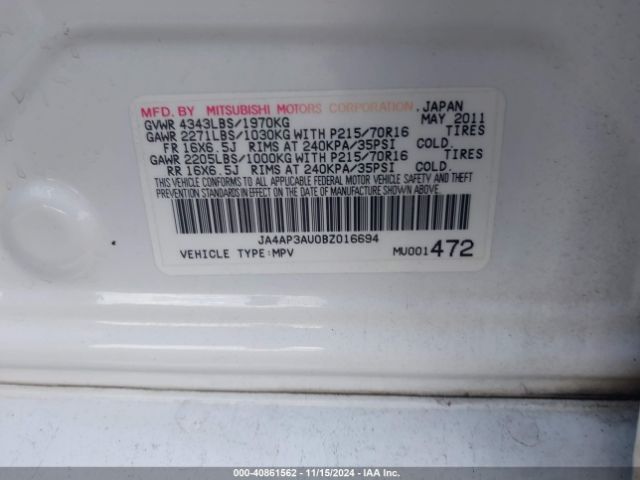 MFD. BY MITSUBISHI MOTORS CORPORATION, JAPAN
GVWR 4343LBS/1970KG MAY 2011
GAWR 2271LBS/1030KG WITH P215/70R16 TIRES
FR 16X6.5J RIMS AT 240KPA/35PSI COLD.
GAWR 2205LBS/1000KG WITH P215/70R16 TIRES
RR 16X6.5J RIMS AT 240KPA/35PSI COLD.
THIS VEHICLE CONFORMS TO ALL APPLICABLE FEDERAL MOTOR VEHICLE SAFETY AND THEFT
PREVENTION STANDARDS IN EFFECT ON THE DATE OF MANUFACTURE SHOWN ABOVE.
JA4AP3AU0BZ016694
VEHICLE TYPE:MPV MU001472
000-40861562 - 11/15/2024 - IAA Inc.